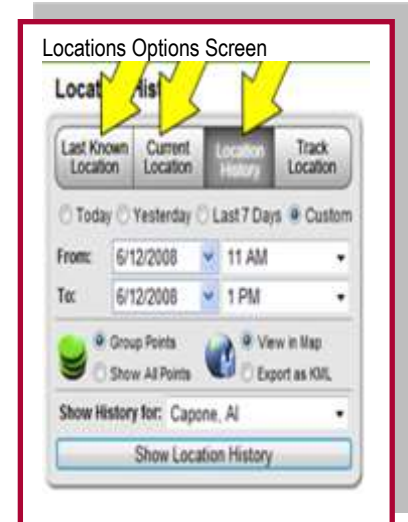 Locations Options Screen
Last Known Current Location Track
Location Location History Location
Today Yesterday Last 7 Days Custom
From: 6/12/2008 11 AM
To: 6/12/2008 1 PM
Group Points View in Map
Show All Points Export as KML
Show History for: Capone, Al
Show Location History